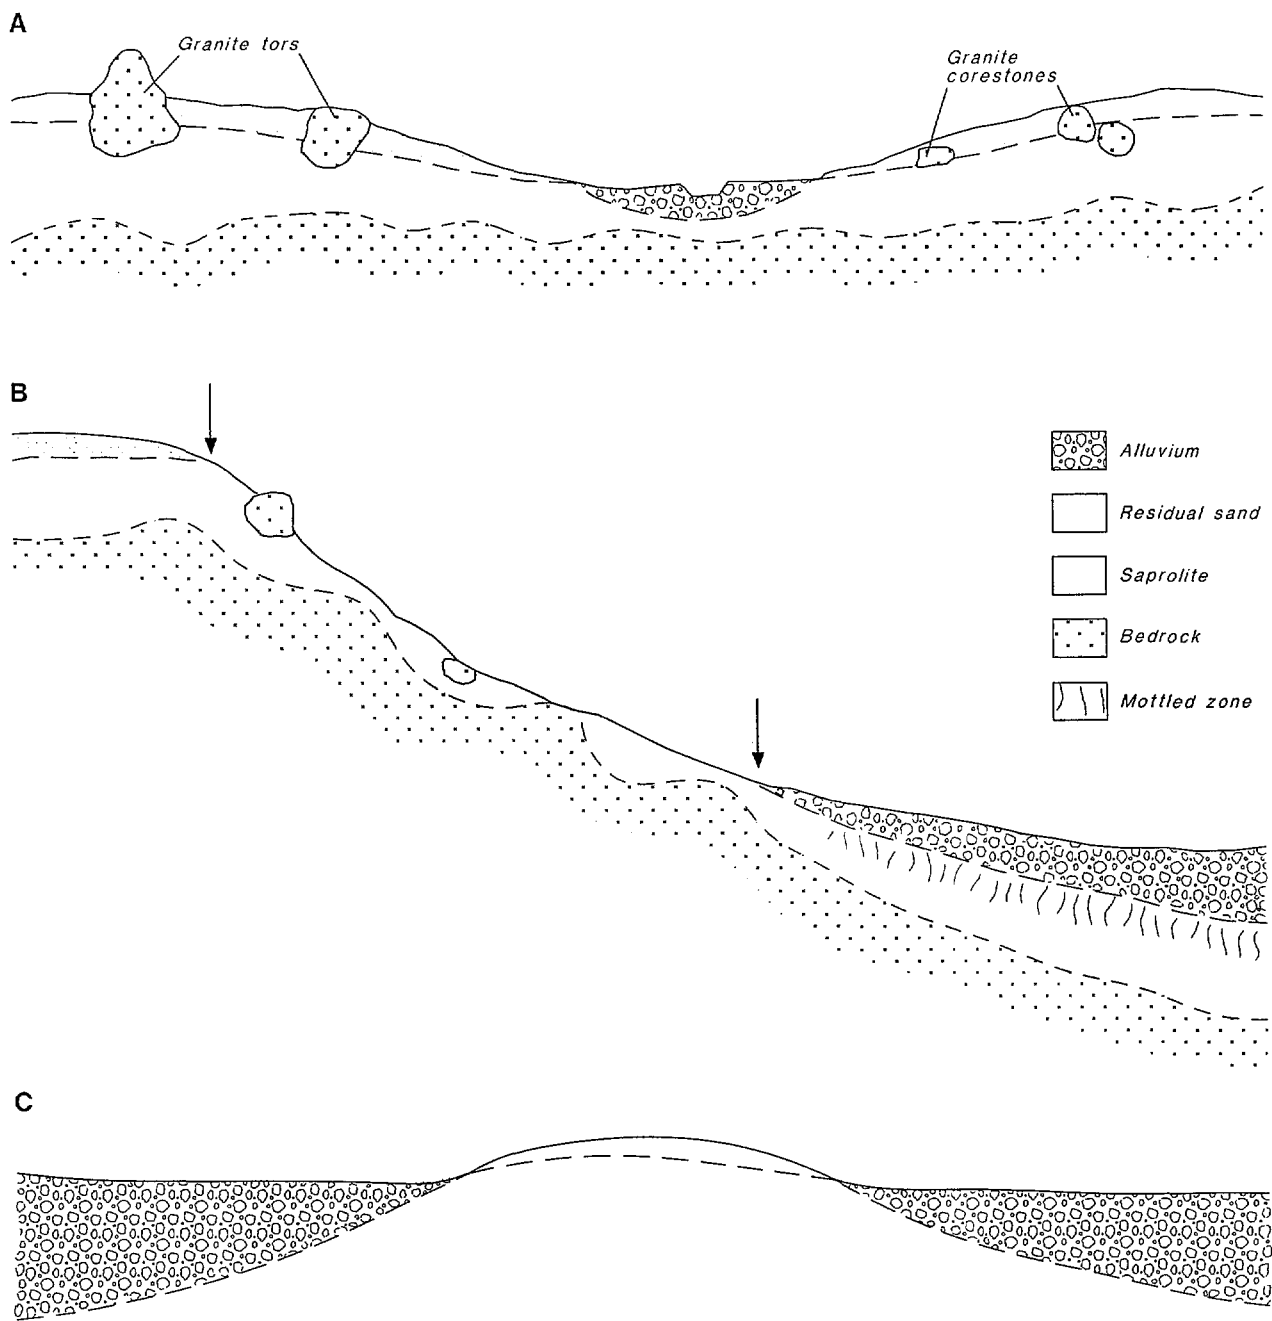 A
Granite tors
Granite
corestones
B
Alluvium
Residual sand
Saprolite
Bedrock
Mottled zone
C